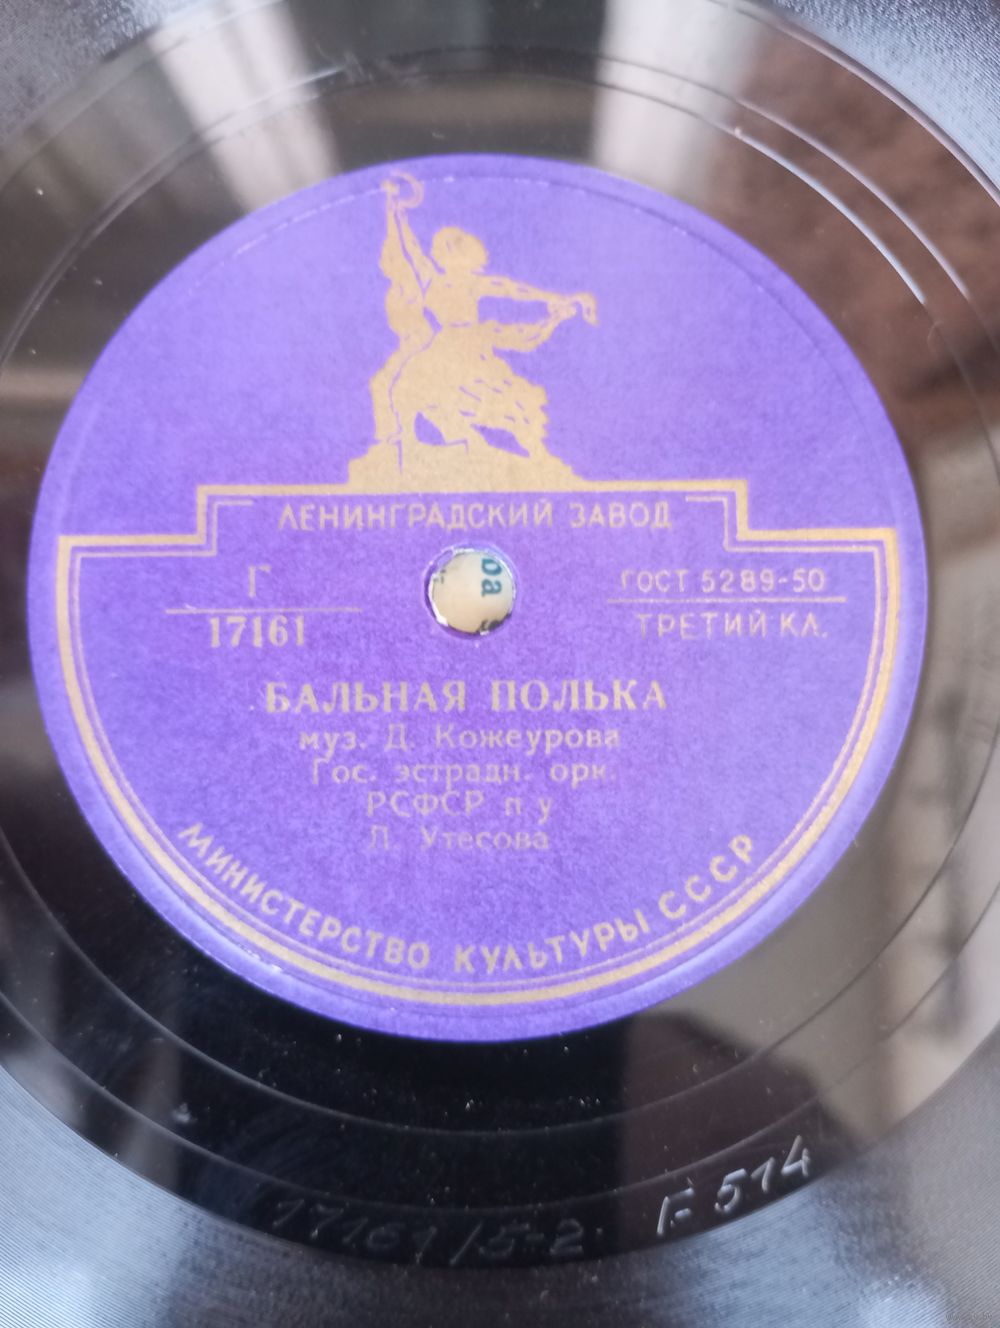 ЛЕНИНГРАДСКИЙ ЗАВОД
Г
17161
ГОСТ 5289-50
ТРЕТИЙ КЛ.
БАЛЬНАЯ ПОЛЬКА
муз. Д. Кожеурова
Гос. эстрадн. орк.
РСФСР п у
Л. Утесова
МИНИСТЕРСТВО КУЛЬТУРЫ СССР
17161/5-2
Г-514
ра